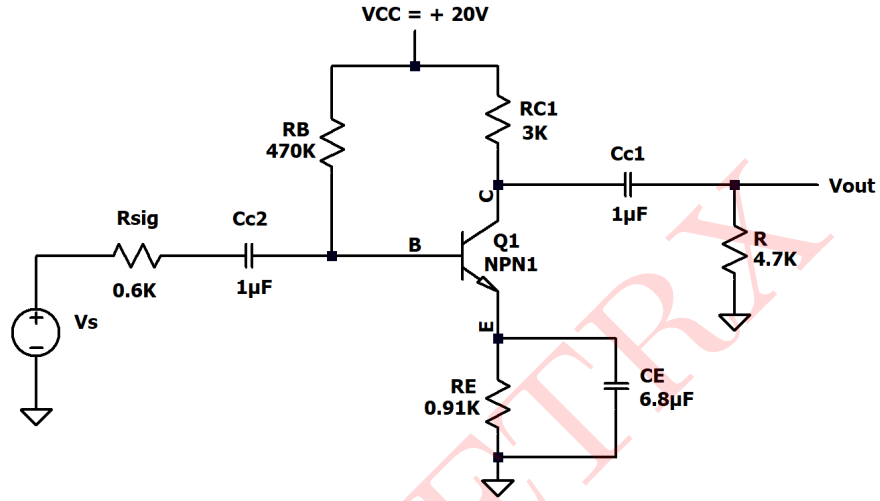 VCC = + 20V
RB
470K
RC1
3K
Cc1
1µF
Vout
R
4.7K
Rsig
0.6K
Cc2
1µF
B
C
Q1
NPN1
Vs
E
RE
0.91K
CE
6.8µF
ETRX